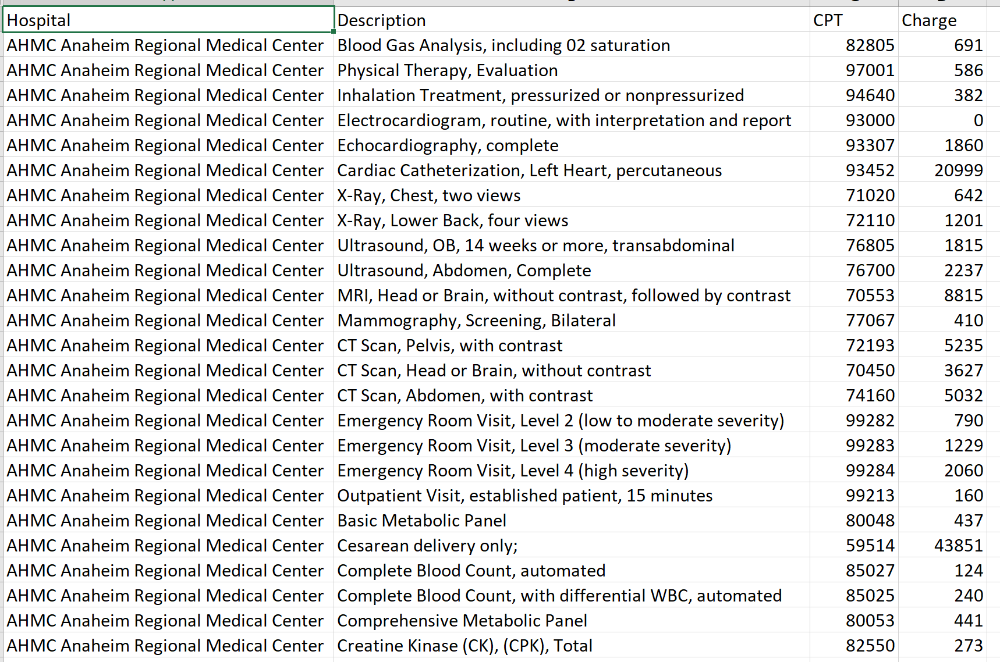 Hospital Description CPT Charge
AHMC Anaheim Regional Medical Center Blood Gas Analysis, including 02 saturation 82805 691
AHMC Anaheim Regional Medical Center Physical Therapy, Evaluation 97001 586
AHMC Anaheim Regional Medical Center Inhalation Treatment, pressurized or nonpressurized 94640 382
AHMC Anaheim Regional Medical Center Electrocardiogram, routine, with interpretation and report 93000 0
AHMC Anaheim Regional Medical Center Echocardiography, complete 93307 1860
AHMC Anaheim Regional Medical Center Cardiac Catheterization, Left Heart, percutaneous 93452 20999
AHMC Anaheim Regional Medical Center X-Ray, Chest, two views 71020 642
AHMC Anaheim Regional Medical Center X-Ray, Lower Back, four views 72110 1201
AHMC Anaheim Regional Medical Center Ultrasound, OB, 14 weeks or more, transabdominal 76805 1815
AHMC Anaheim Regional Medical Center Ultrasound, Abdomen, Complete 76700 2237
AHMC Anaheim Regional Medical Center MRI, Head or Brain, without contrast, followed by contrast 70553 8815
AHMC Anaheim Regional Medical Center Mammography, Screening, Bilateral 77067 410
AHMC Anaheim Regional Medical Center CT Scan, Pelvis, with contrast 72193 5235
AHMC Anaheim Regional Medical Center CT Scan, Head or Brain, without contrast 70450 3627
AHMC Anaheim Regional Medical Center CT Scan, Abdomen, with contrast 74160 5032
AHMC Anaheim Regional Medical Center Emergency Room Visit, Level 2 (low to moderate severity) 99282 790
AHMC Anaheim Regional Medical Center Emergency Room Visit, Level 3 (moderate severity) 99283 1229
AHMC Anaheim Regional Medical Center Emergency Room Visit, Level 4 (high severity) 99284 2060
AHMC Anaheim Regional Medical Center Outpatient Visit, established patient, 15 minutes 99213 160
AHMC Anaheim Regional Medical Center Basic Metabolic Panel 80048 437
AHMC Anaheim Regional Medical Center Cesarean delivery only; 59514 43851
AHMC Anaheim Regional Medical Center Complete Blood Count, automated 85027 124
AHMC Anaheim Regional Medical Center Complete Blood Count, with differential WBC, automated 85025 240
AHMC Anaheim Regional Medical Center Comprehensive Metabolic Panel 80053 441
AHMC Anaheim Regional Medical Center Creatine Kinase (CK), (CPK), Total 82550 273